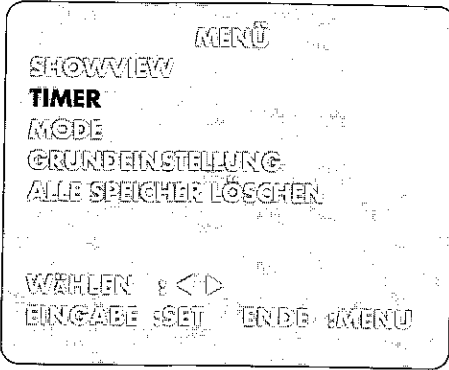 MENÜ
SHOWVIEW
TIMER
MODE
GRUNDEINSTELLUNG
ALLE SPEICHER LÖSCHEN
WÄHLEN : ◁ ▷
EINGABE :SET ENDE :MENU